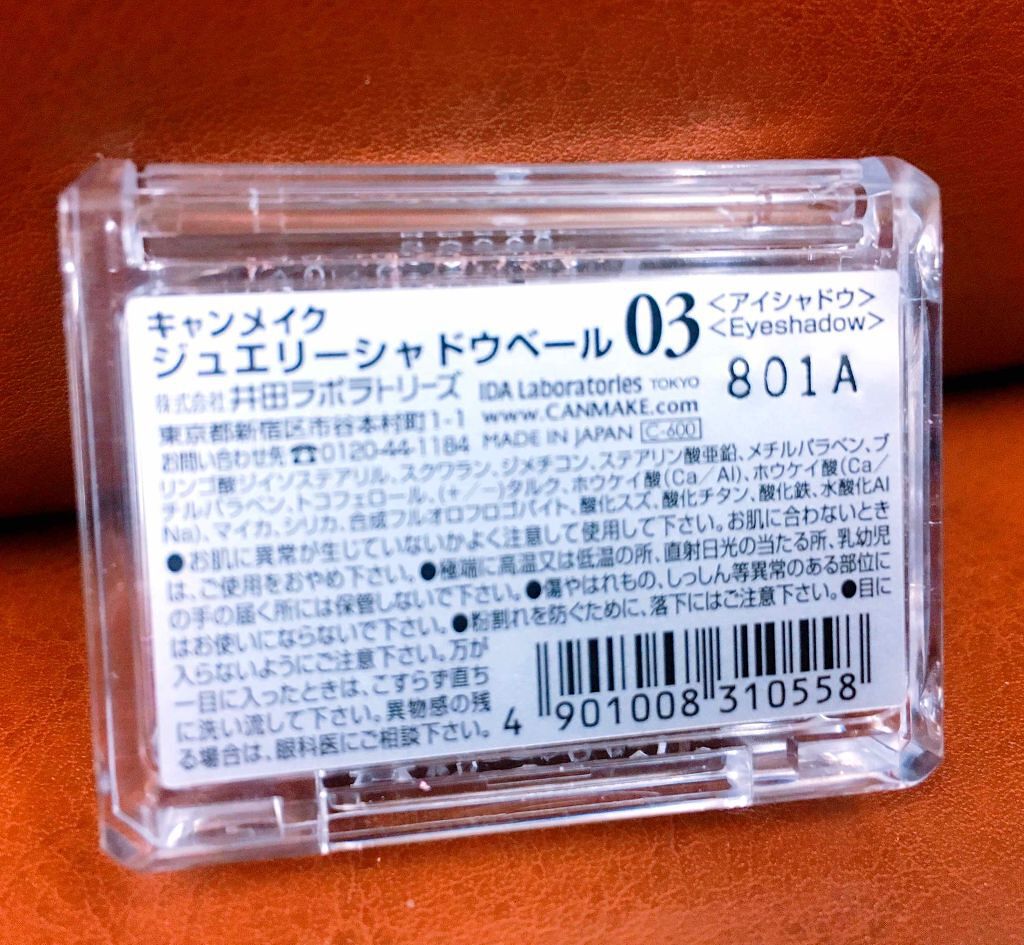 キャンメイク
ジュエリーシャドウベール 03 <アイシャドウ>
<Eyeshadow>
株式会社 井田ラボラトリーズ IDA Laboratories TOKYO 801A
東京都新宿区市谷本村町1-1 www.CANMAKE.com
お問い合わせ先☎0120-44-1184 MADE IN JAPAN C-600
リンゴ酸ジイソステアリル、スクワラン、ジメチコン、ステアリン酸亜鉛、メチルパラベン、ブ
チルパラベン、トコフェロール、(+/-)タルク、ホウケイ酸(Ca/Al)、ホウケイ酸(Ca/
Na)、マイカ、シリカ、合成フルオロフロゴパイト、酸化スズ、酸化チタン、酸化鉄、水酸化Al
●お肌に異常が生じていないかよく注意して使用して下さい。お肌に合わないとき
は、ご使用をおやめ下さい。●極端に高温又は低温の所、直射日光の当たる所、乳幼児
の手の届く所には保管しないで下さい。●傷やはれもの、しっしん等異常のある部位に
はお使いにならないで下さい。●粉割れを防ぐために、落下にはご注意下さい。●目に
入らないようにご注意下さい。万が
一目に入ったときは、こすらず直ち
に洗い流して下さい。異物感の残
る場合は、眼科医にご相談下さい。
4 901008 310558